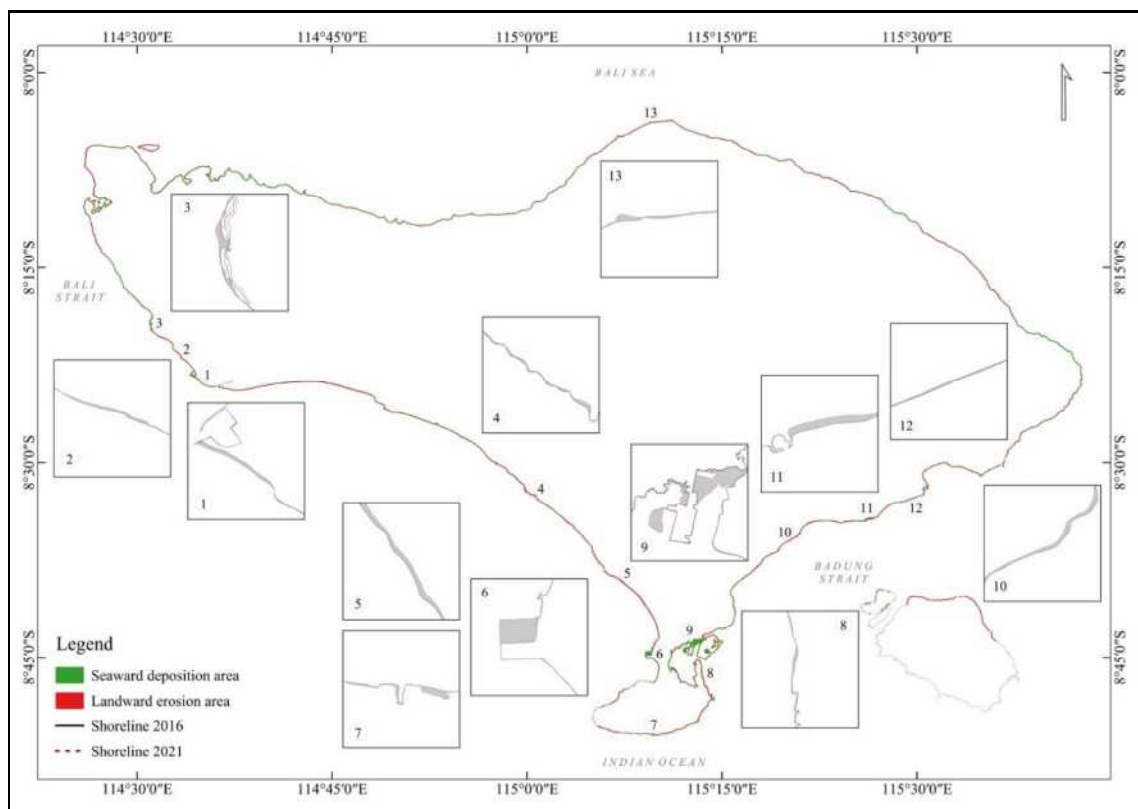 114°30'0"E 114°45'0"E 115°0'0"E 115°15'0"E 115°30'0"E
8°0'0"S
8°0'0"S
BALI SEA
13
13
3
8°15'0"S
8°15'0"S
BALI
STRAIT
3
2
1
4
12
2
1
11
8°30'0"S
8°30'0"S
4
9
11
12
10
10
5
5
6
BADUNG
STRAIT
8
9
6
8
8°45'0"S
8°45'0"S
7
7
INDIAN OCEAN
Legend
Seaward deposition area
Landward erosion area
Shoreline 2016
Shoreline 2021
114°30'0"E 114°45'0"E 115°0'0"E 115°15'0"E 115°30'0"E